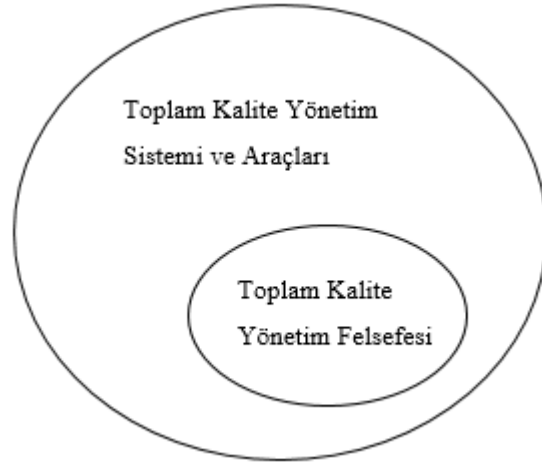 Toplam Kalite Yönetim
Sistemi ve Araçları
Toplam Kalite
Yönetim Felsefesi